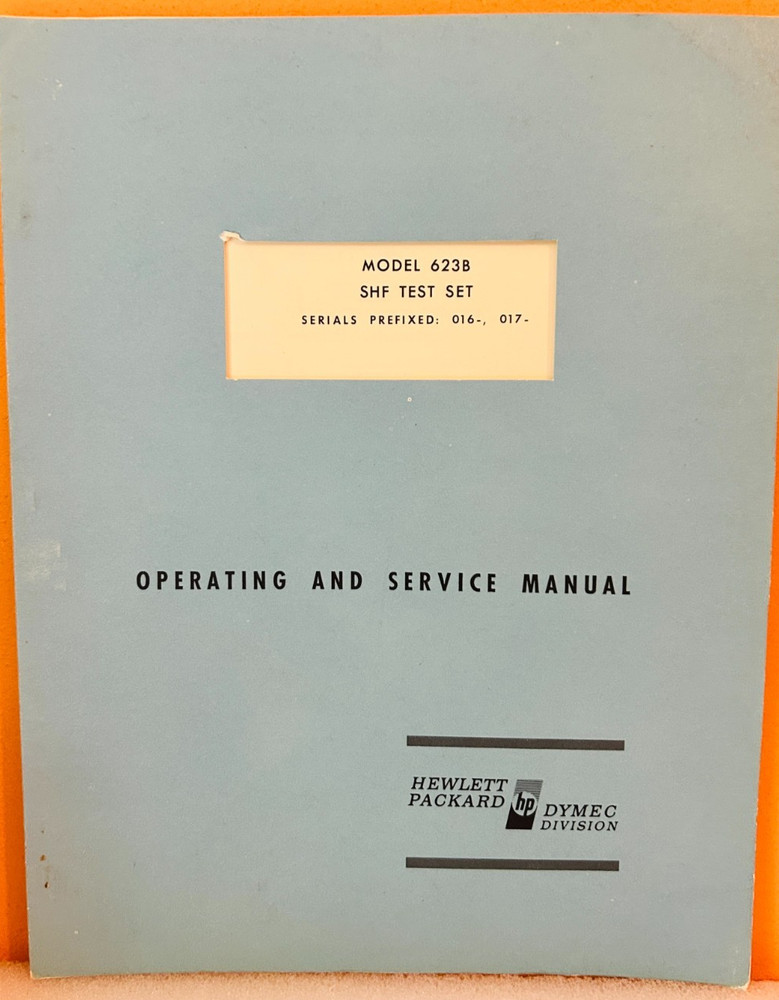 MODEL 623B
SHF TEST SET
SERIALS PREFIXED: 016-, 017-
OPERATING AND SERVICE MANUAL
HEWLETT
PACKARD
hp
DYMEC
DIVISION